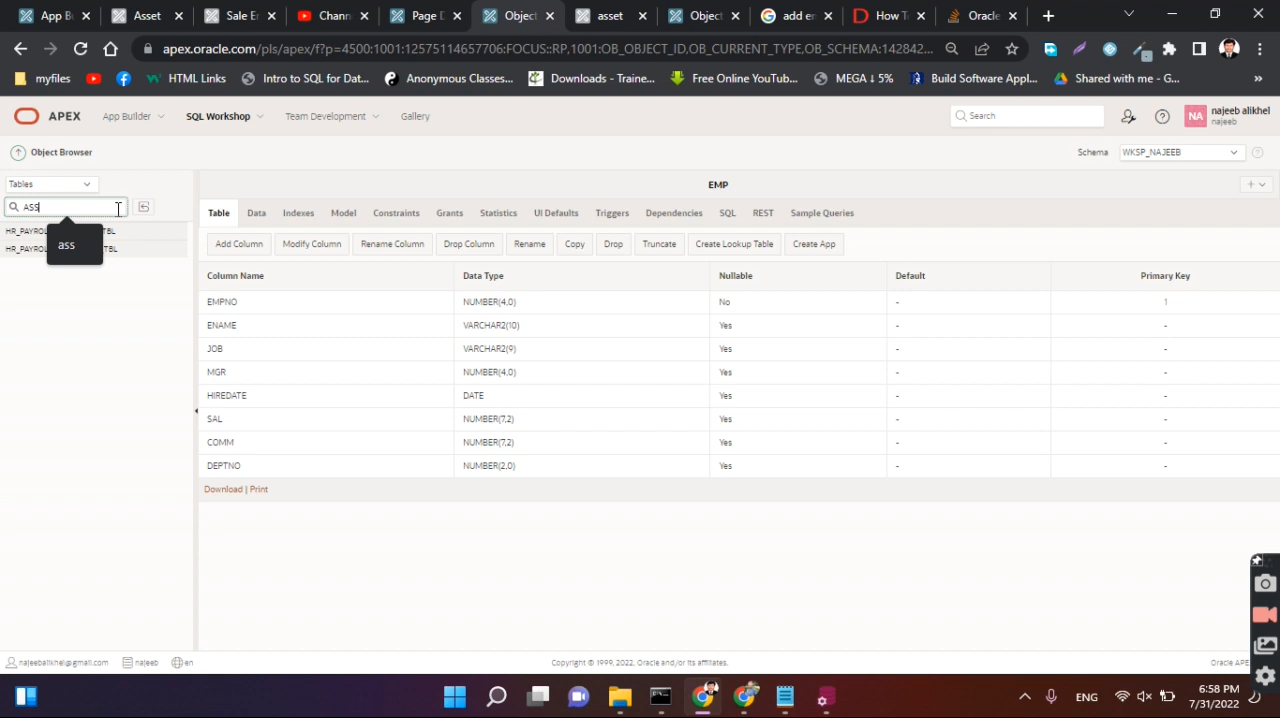 App B
Asset
Sale E
Chann
Page D
Object
asset
Object
add e
How T
Oracle
apex.oracle.com/pls/apex/f?p=4500:1001:12575114657706:FOCUS::RP,1001:OB_OBJECT_ID,OB_CURRENT_TYPE,OB_SCHEMA:142842...
myfiles
HTML Links
Intro to SQL for Dat...
Anonymous Classes...
Downloads - Traine...
Free Online YouTub...
MEGA ↓ 5%
Build Software Appl...
Shared with me - G...
»
APEX
App Builder
SQL Workshop
Team Development
Gallery
Search
NA
najeeb alikhel
najeeb
Object Browser
Schema
WKSP_NAJEEB
Tables
ASS
ass
HR_PAYROL
TBL
HR_PAYROL
TBL
EMP
Table
Data
Indexes
Model
Constraints
Grants
Statistics
UI Defaults
Triggers
Dependencies
SQL
REST
Sample Queries
Add Column
Modify Column
Rename Column
Drop Column
Rename
Copy
Drop
Truncate
Create Lookup Table
Create App
Column Name Data Type Nullable Default Primary Key
EMPNO NUMBER(4,0) No - 1
ENAME VARCHAR2(10) Yes - -
JOB VARCHAR2(9) Yes - -
MGR NUMBER(4,0) Yes - -
HIREDATE DATE Yes - -
SAL NUMBER(7,2) Yes - -
COMM NUMBER(7,2) Yes - -
DEPTNO NUMBER(2,0) Yes - -
Download | Print
najeebalikhel@gmail.com
najeeb
en
Copyright © 1999, 2022, Oracle and/or its affiliates.
Oracle APE
ENG
6:58 PM
7/31/2022